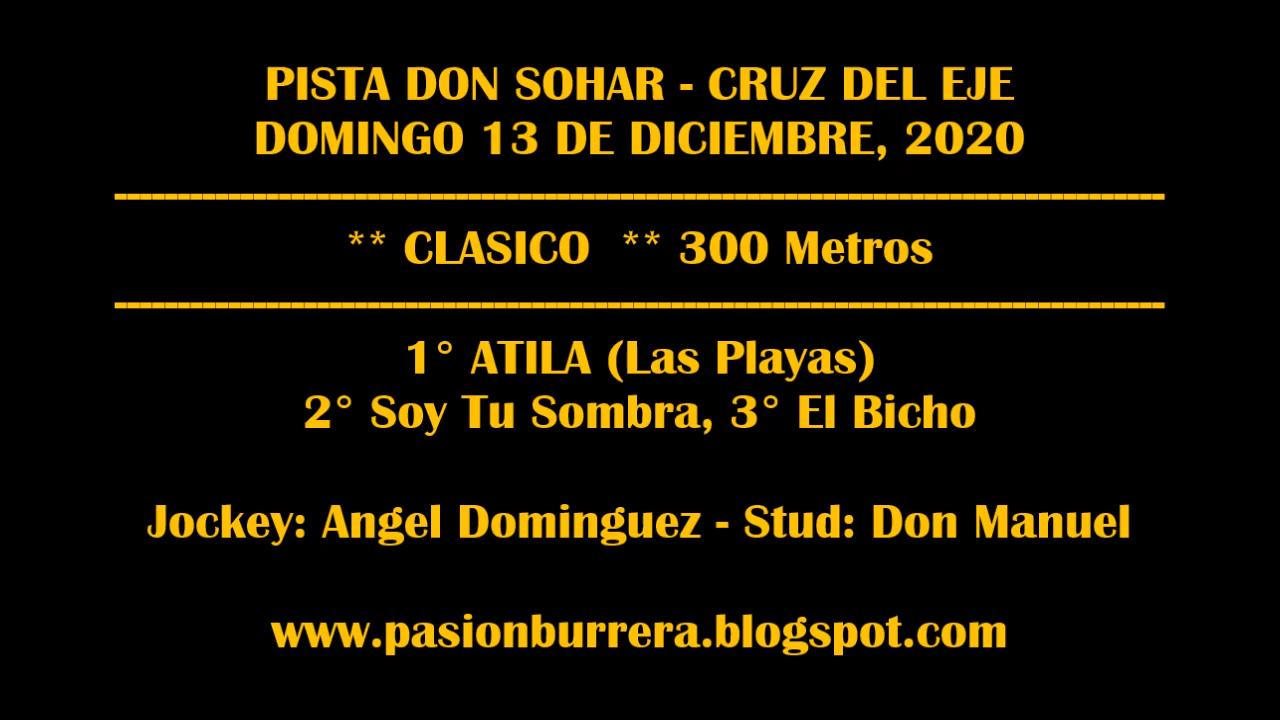 PISTA DON SOHAR - CRUZ DEL EJE
DOMINGO 13 DE DICIEMBRE, 2020
----------------------------------------------------------------------------------
** CLASICO  ** 300 Metros
----------------------------------------------------------------------------------
1° ATILA (Las Playas)
2° Soy Tu Sombra, 3° El Bicho
Jockey: Angel Dominguez - Stud: Don Manuel
www.pasionburrera.blogspot.com